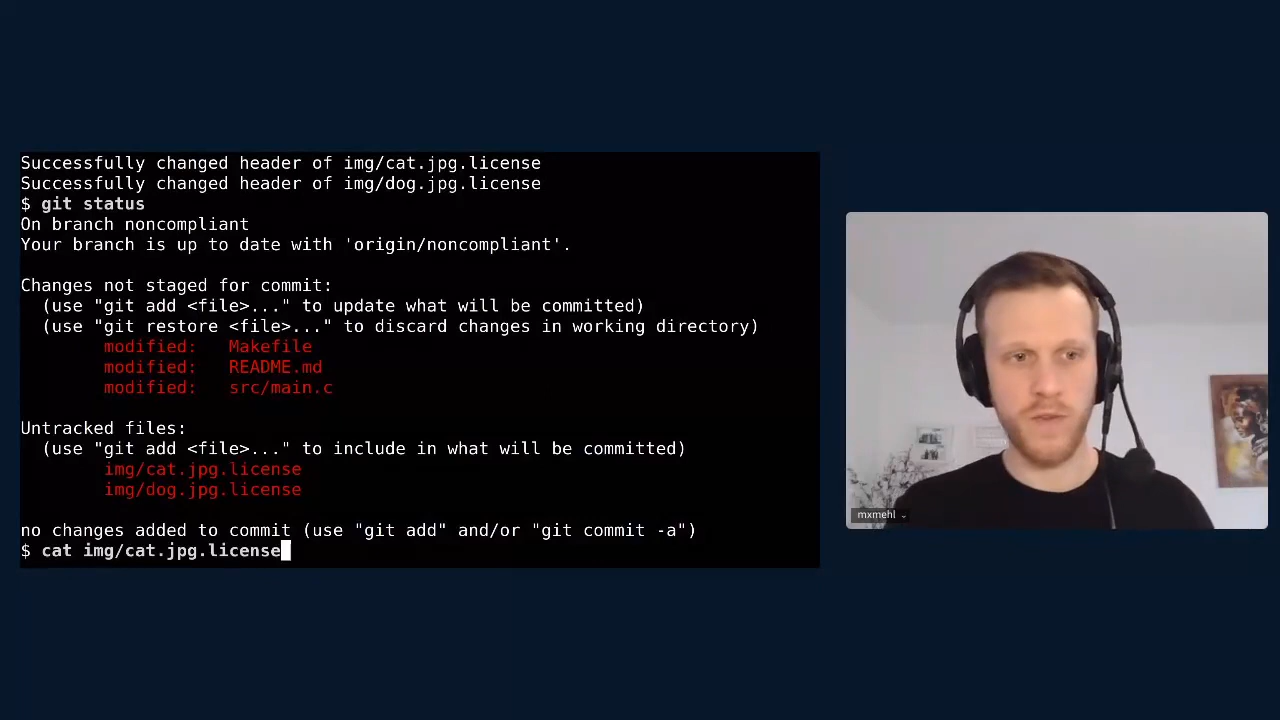 Successfully changed header of img/cat.jpg.license
Successfully changed header of img/dog.jpg.license
$ git status
On branch noncompliant
Your branch is up to date with 'origin/noncompliant'.
Changes not staged for commit:
(use "git add <file>..." to update what will be committed)
(use "git restore <file>..." to discard changes in working directory)
modified: Makefile
modified: README.md
modified: src/main.c
Untracked files:
(use "git add <file>..." to include in what will be committed)
img/cat.jpg.license
img/dog.jpg.license
no changes added to commit (use "git add" and/or "git commit -a")
$ cat img/cat.jpg.license
mxmehl